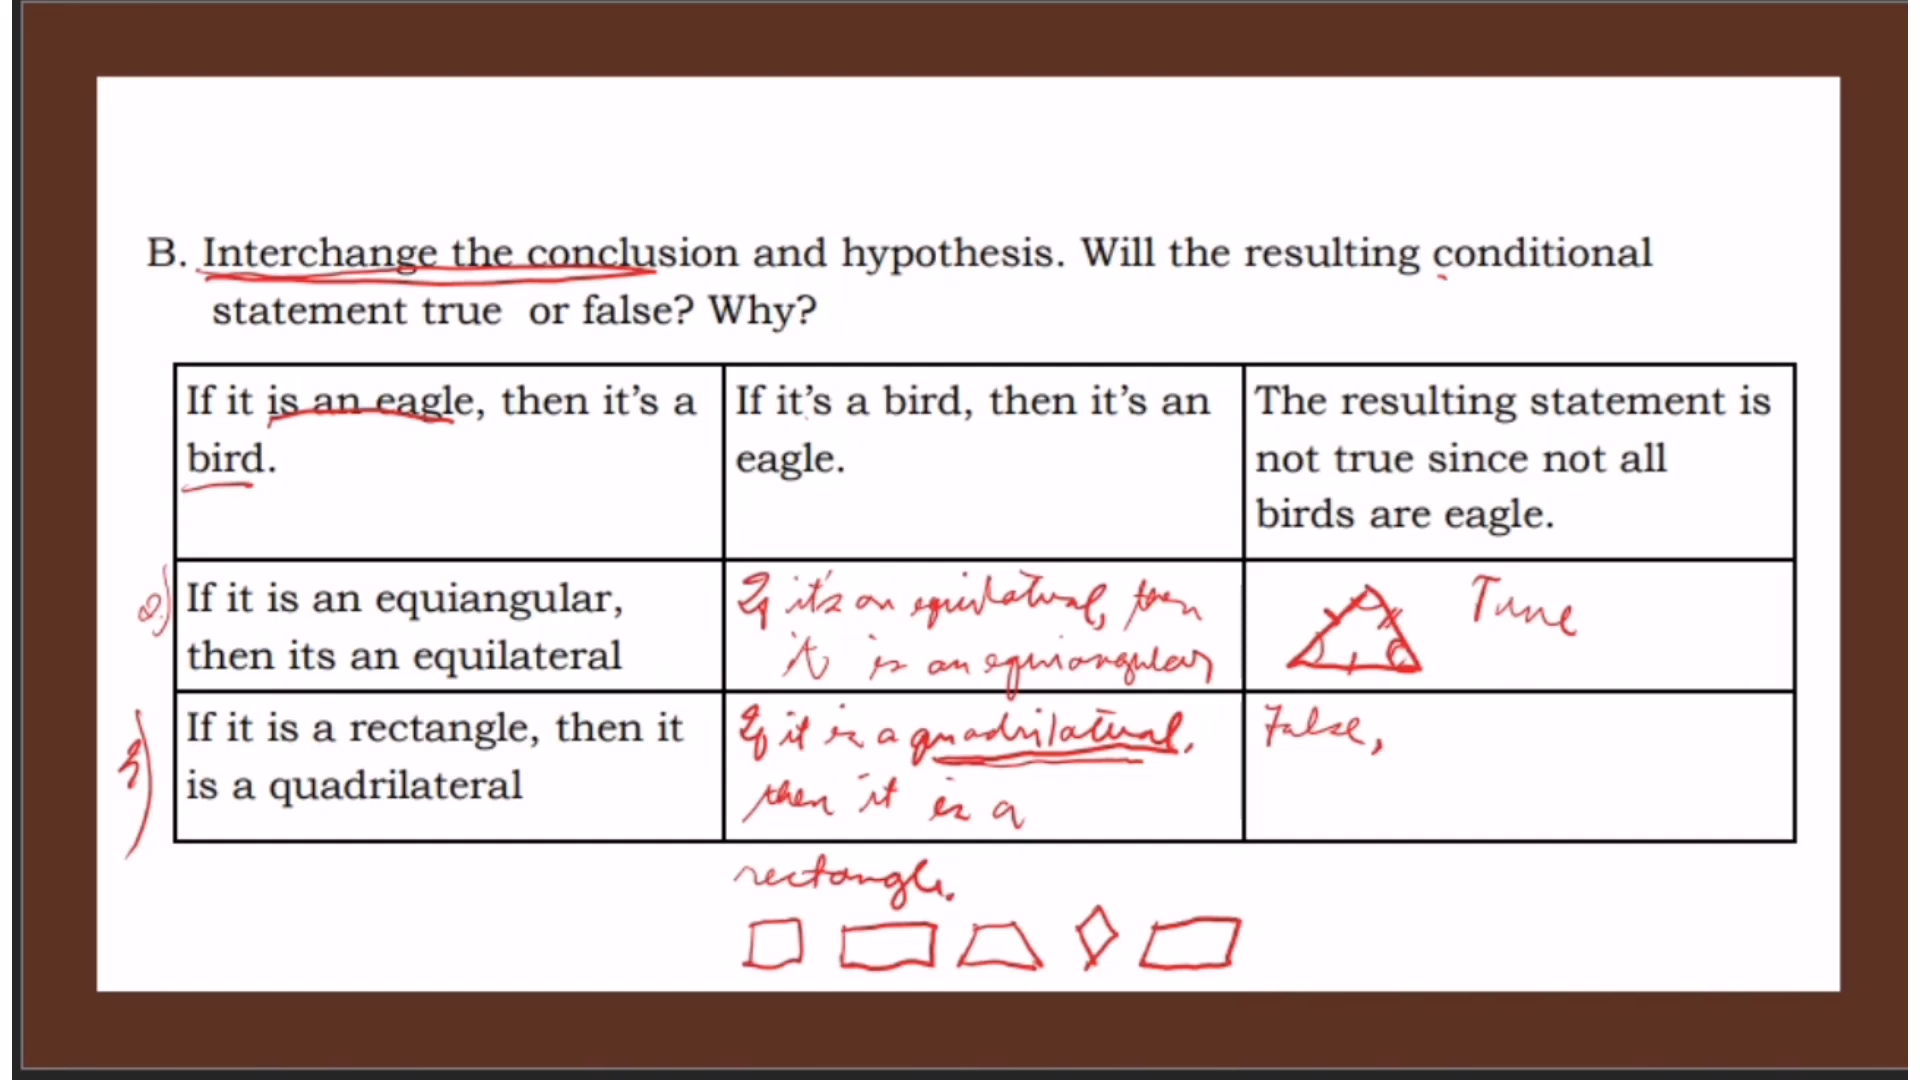 B. Interchange the conclusion and hypothesis. Will the resulting conditional
statement true or false? Why?
If it is an eagle, then it's a
bird.
If it's a bird, then it's an
eagle.
The resulting statement is
not true since not all
birds are eagle.
2.)
If it is an equiangular,
then its an equilateral
If it's an equilateral, then
it is an equiangular
True
If it is a rectangle, then it
is a quadrilateral
If it is a quadrilateral,
then it is a
rectangle.
False,